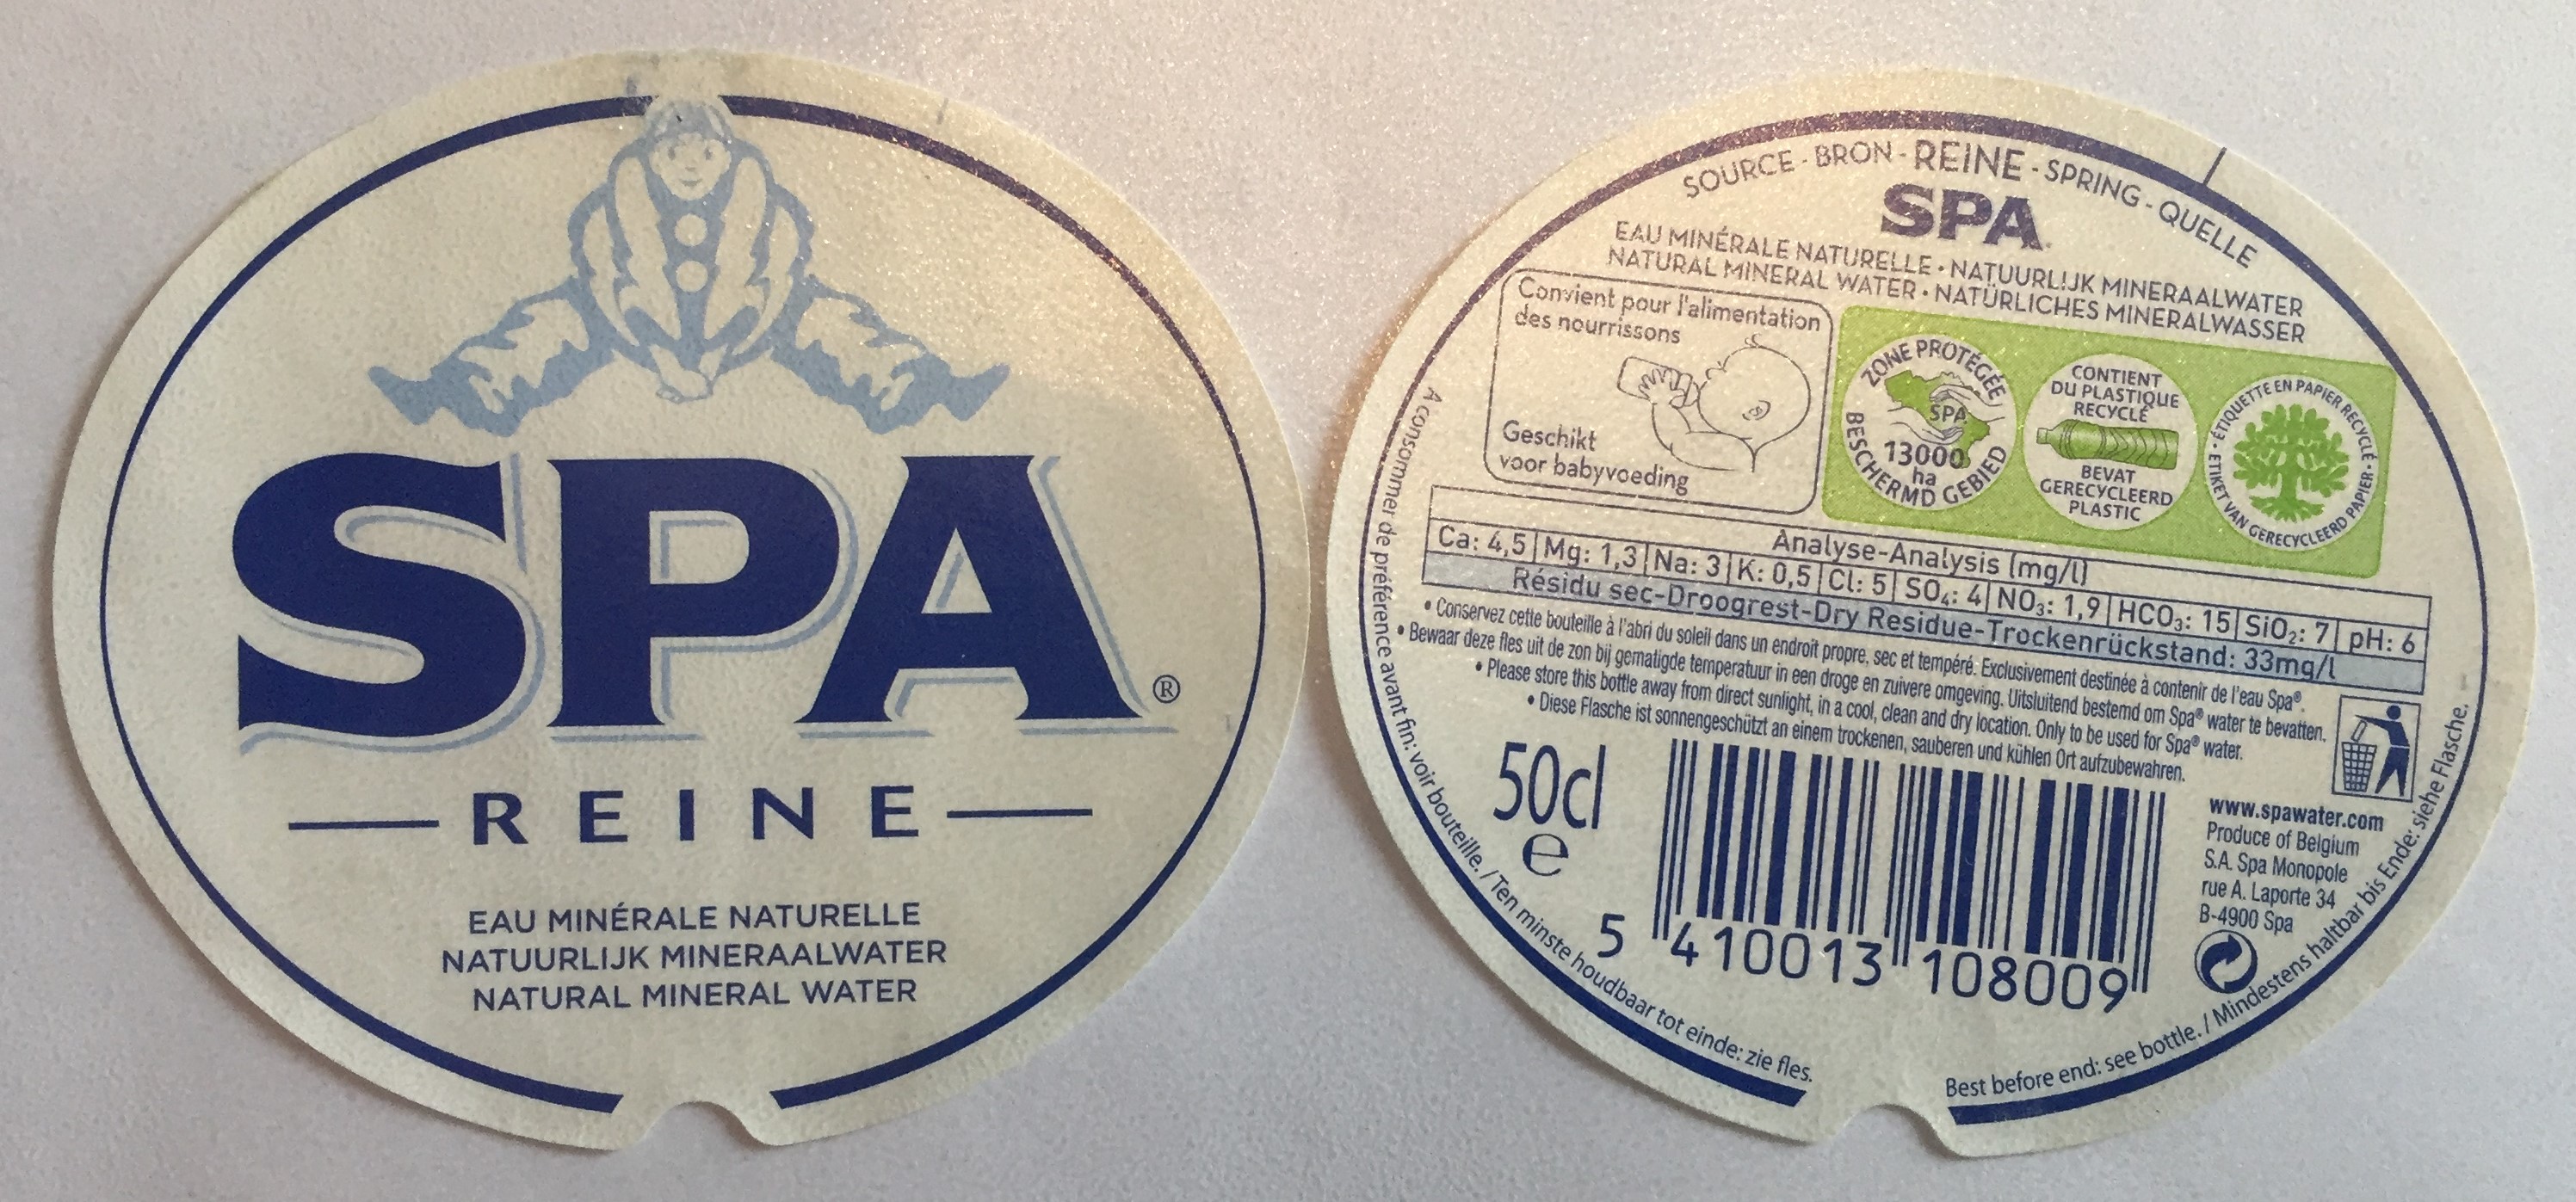 SPA
®
REINE
EAU MINÉRALE NATURELLE
NATUURLIJK MINERAALWATER
NATURAL MINERAL WATER
SOURCE - BRON - REINE - SPRING - QUELLE
SPA
EAU MINÉRALE NATURELLE • NATUURLIJK MINERAALWATER
NATURAL MINERAL WATER • NATÜRLICHES MINERALWASSER
Convient pour l'alimentation
des nourrissons
Geschikt
voor babyvoeding
ZONE PROTÉGÉE
SPA
13000
ha
BESCHERMD GEBIED
CONTIENT
DU PLASTIQUE
RECYCLÉ
BEVAT
GERECYCLEERD
PLASTIC
• ÉTIQUETTE EN PAPIER RECYCLÉ •
ETIKET VAN GERECYCLEERD PAPIER
Analyse-Analysis (mg/l)
Ca: 4,5 | Mg: 1,3 | Na: 3 | K: 0,5 | Cl: 5 | SO₄: 4 | NO₃: 1,9 | HCO₃: 15 | SiO₂: 7 | pH: 6
Résidu sec-Droogrest-Dry Residue-Trockenrückstand: 33mg/l
• Conservez cette bouteille à l'abri du soleil dans un endroit propre, sec et tempéré. Exclusivement destinée à contenir de l'eau Spa®.
• Bewaar deze fles uit de zon bij gematigde temperatuur in een droge en zuivere omgeving. Uitsluitend bestemd om Spa® water te bevatten.
• Please store this bottle away from direct sunlight, in a cool, clean and dry location. Only to be used for Spa® water.
• Diese Flasche ist sonnengeschützt an einem trockenen, sauberen und kühlen Ort aufzubewahren.
50cl
e
5 410013 108009
www.spawater.com
Produce of Belgium
S.A. Spa Monopole
rue A. Laporte 34
B-4900 Spa
A consommer de préférence avant fin: voir bouteille. / Ten minste houdbaar tot einde: zie fles.
Best before end: see bottle. / Mindestens haltbar bis Ende: siehe Flasche.